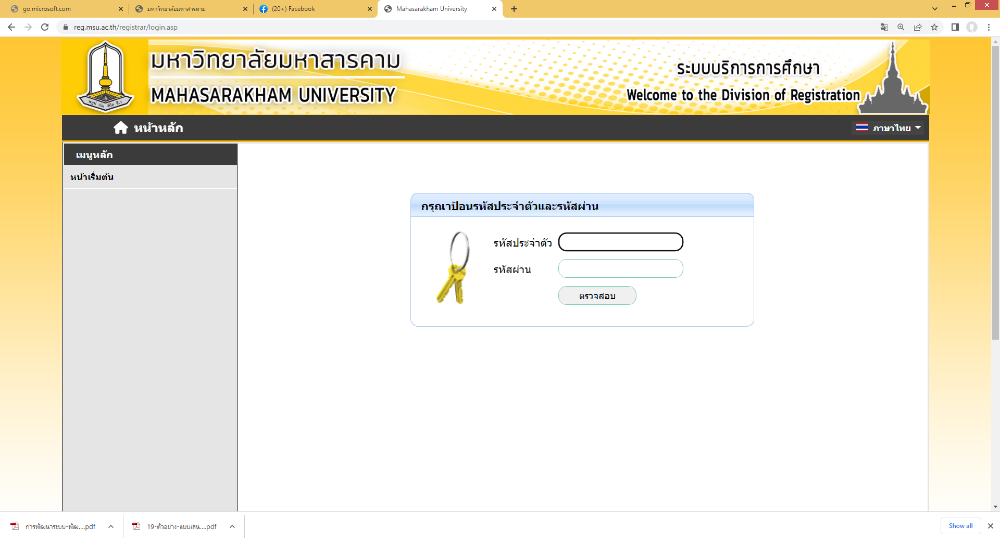 go.microsoft.com
มหาวิทยาลัยมหาสารคาม
(20+) Facebook
Mahasarakham University
reg.msu.ac.th/registrar/login.asp
มหาวิทยาลัยมหาสารคาม
MAHASARAKHAM UNIVERSITY
ระบบบริการการศึกษา
Welcome to the Division of Registration
หน้าหลัก
ภาษาไทย
เมนูหลัก
หน้าเริ่มต้น
กรุณาป้อนรหัสประจำตัวและรหัสผ่าน
รหัสประจำตัว
รหัสผ่าน
ตรวจสอบ
การพัฒนาระบบ-พัฒ....pdf
19-ตัวอย่าง-แบบเสน....pdf
Show all